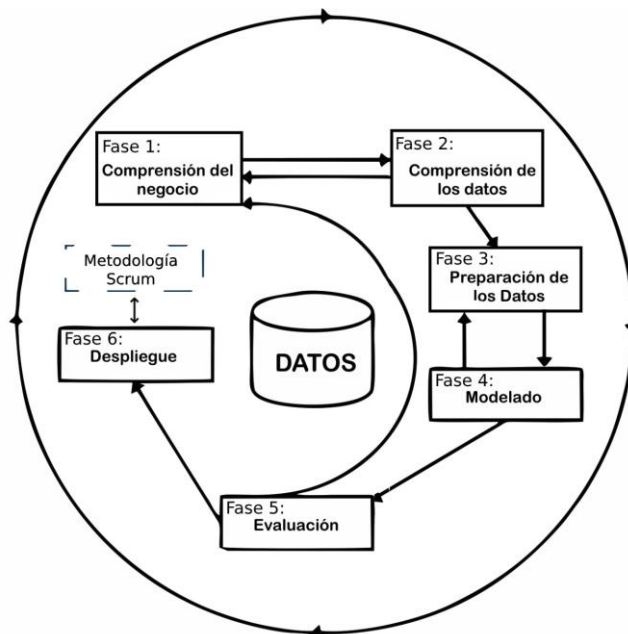 Fase 1:
Comprensión del
negocio
Fase 2:
Comprensión de
los datos
Fase 3:
Preparación de
los Datos
Metodología
Scrum
Fase 6:
Despliegue
DATOS
Fase 4:
Modelado
Fase 5:
Evaluación